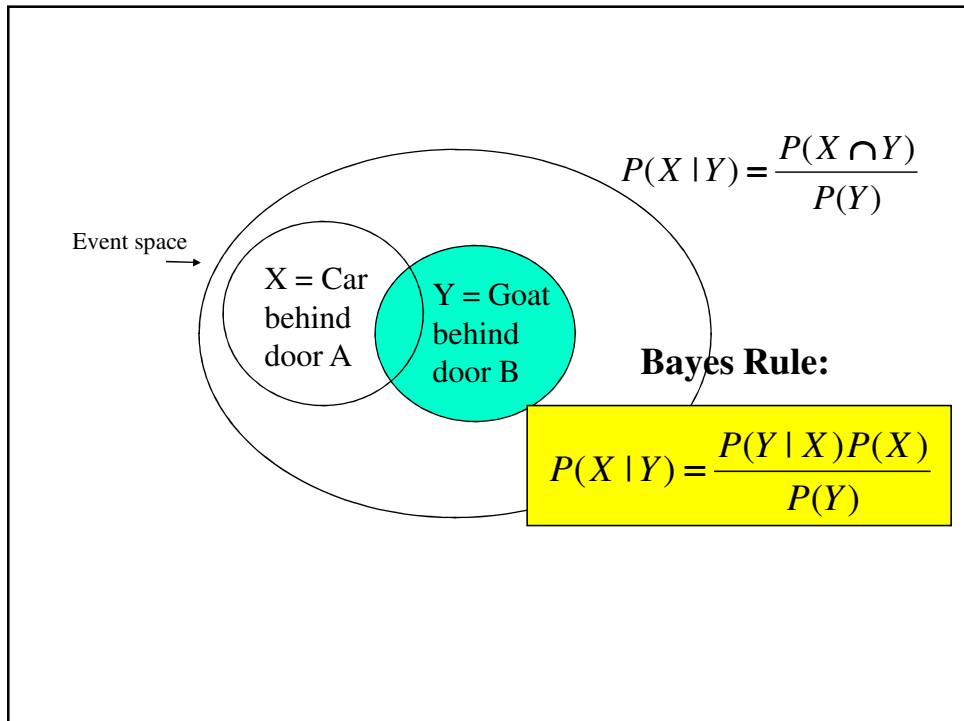 P(X | Y) = P(X ∩ Y) / P(Y)
Event space
X = Car
behind
door A
Y = Goat
behind
door B
Bayes Rule:
P(X | Y) = P(Y | X)P(X) / P(Y)